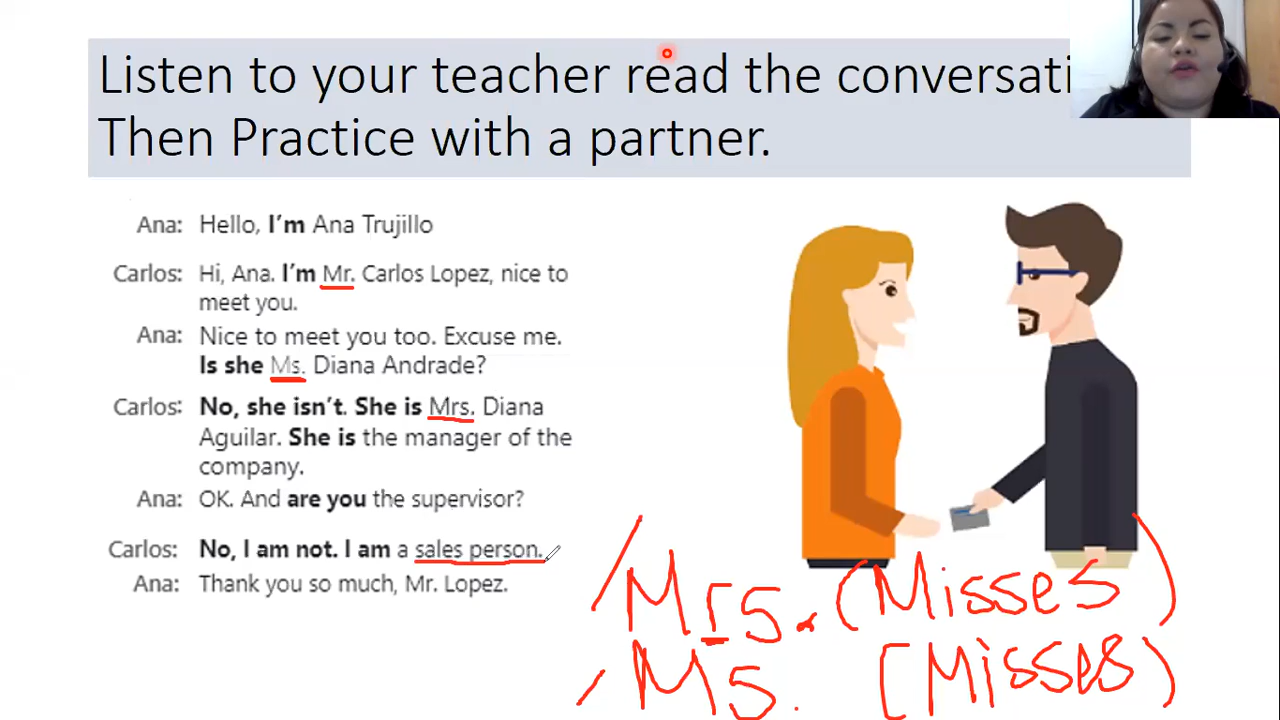 Listen to your teacher read the conversati
Then Practice with a partner.
Ana: Hello, I'm Ana Trujillo
Carlos: Hi, Ana. I'm Mr. Carlos Lopez, nice to
meet you.
Ana: Nice to meet you too. Excuse me.
Is she Ms. Diana Andrade?
Carlos: No, she isn't. She is Mrs. Diana
Aguilar. She is the manager of the
company.
Ana: OK. And are you the supervisor?
Carlos: No, I am not. I am a sales person.
Ana: Thank you so much, Mr. Lopez.
Mrs. (Misses)
Ms. (Misses)